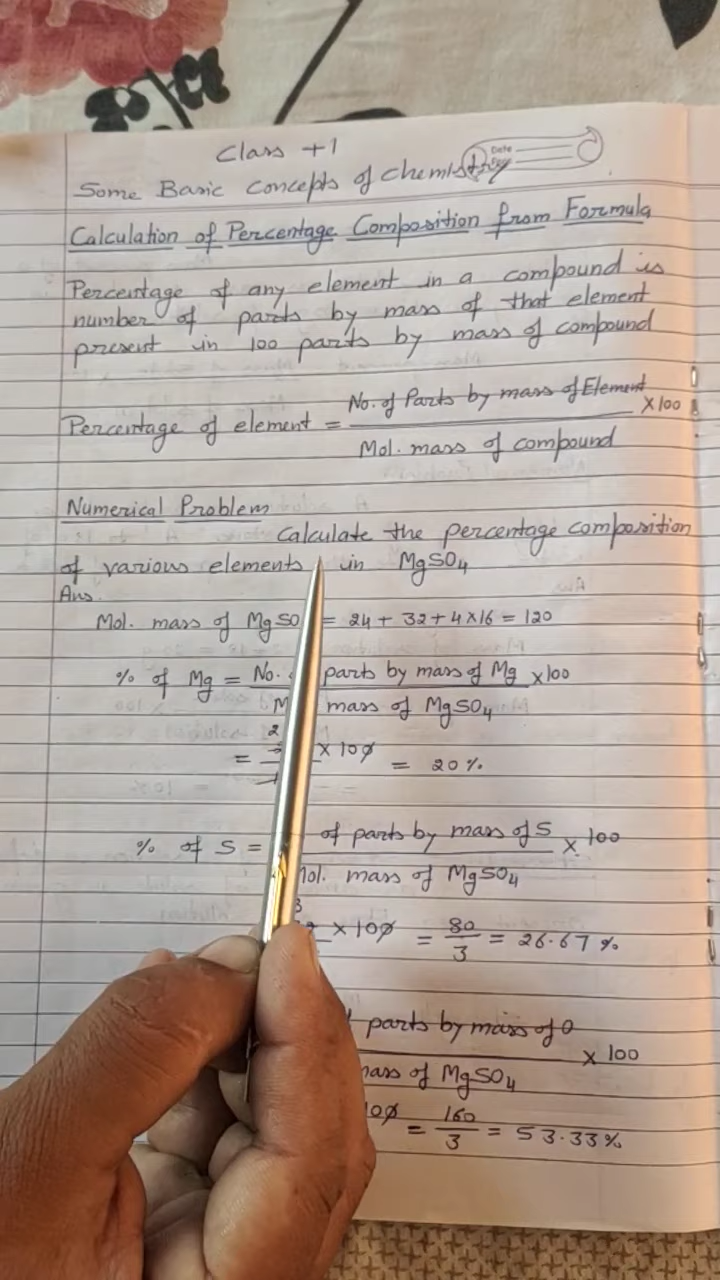 Class +1
Date
Some Basic Concepts of Chemistry
Calculation of Percentage Composition from Formula
Percentage of any element in a compound is
number of parts by mass of that element
present in 100 parts by mass of compound
Percentage of element = No. of Parts by mass of Element × 100
Mol. mass of compound
Numerical Problem
Calculate the percentage composition
of various elements in MgSO4
Ans.
Mol. mass of MgSO = 24 + 32 + 4×16 = 120
% of Mg = No. parts by mass of Mg × 100
M mass of MgSO4
2
= × 100 = 20 %
% of S = of parts by mass of S × 100
Mol. mass of MgSO4
× 100 = 80/3 = 26.67 %
parts by mass of O × 100
mass of MgSO4
100 = 160/3 = 53.33%